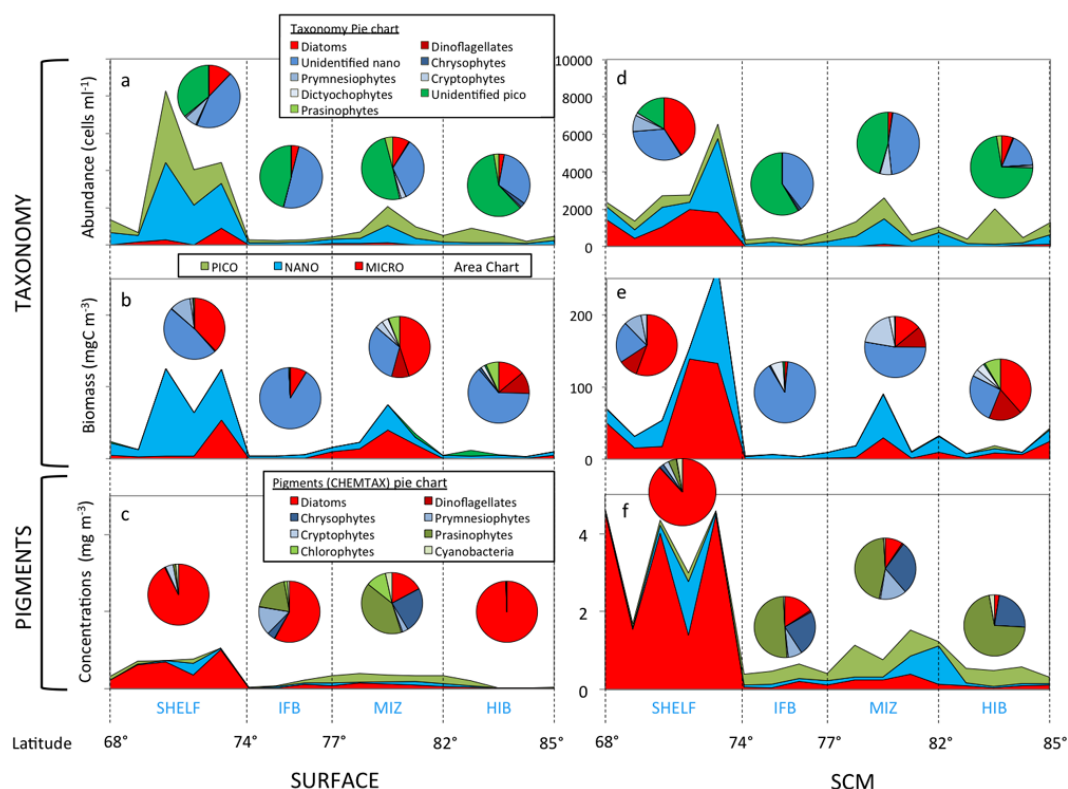 Taxonomy Pie chart
Diatoms
Dinoflagellates
Unidentified nano
Chrysophytes
Prymnesiophytes
Cryptophytes
Dictyochophytes
Unidentified pico
Prasinophytes
TAXONOMY
a
Abundance (cells ml⁻¹)
d
10000
8000
6000
4000
2000
0
PICO NANO MICRO Area Chart
b
Biomass (mgC m⁻³)
e
200
100
0
PIGMENTS
Pigments (CHEMTAX) pie chart
Diatoms
Dinoflagellates
Chrysophytes
Prymnesiophytes
Cryptophytes
Prasinophytes
Chlorophytes
Cyanobacteria
c
Concentrations (mg m⁻³)
f
4
2
0
SHELF IFB MIZ HIB SHELF IFB MIZ HIB
Latitude 68° 74° 77° 82° 85° 68° 74° 77° 82° 85°
SURFACE SCM